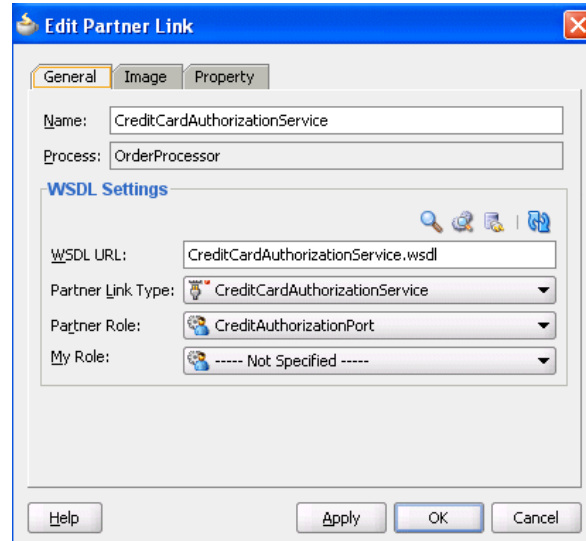 Edit Partner Link
General Image Property
Name: CreditCardAuthorizationService
Process: OrderProcessor
WSDL Settings
WSDL URL: CreditCardAuthorizationService.wsdl
Partner Link Type: CreditCardAuthorizationService
Partner Role: CreditAuthorizationPort
My Role: ----- Not Specified -----
Help Apply OK Cancel